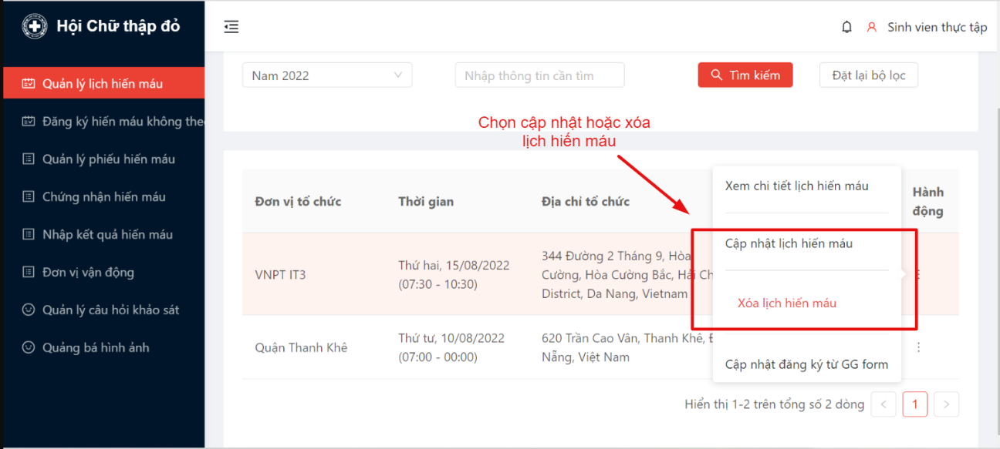 Hội Chữ thập đỏ
Sinh vien thực tập
Quản lý lịch hiến máu
Đăng ký hiến máu không the
Quản lý phiếu hiến máu
Chứng nhận hiến máu
Nhập kết quả hiến máu
Đơn vị vận động
Quản lý câu hỏi khảo sát
Quảng bá hình ảnh
Nam 2022
Nhập thông tin cần tìm
Tìm kiếm
Đặt lại bộ lọc
Chọn cập nhật hoặc xóa
lịch hiến máu
Đơn vị tổ chức
Thời gian
Địa chỉ tổ chức
Hành
động
VNPT IT3
Thứ hai, 15/08/2022
(07:30 - 10:30)
344 Đường 2 Tháng 9, Hòa
Cường, Hòa Cường Bắc, Hải Ch
District, Da Nang, Vietnam
Quận Thanh Khê
Thứ tư, 10/08/2022
(07:00 - 00:00)
620 Trần Cao Vân, Thanh Khê,
Nẵng, Việt Nam
Xem chi tiết lịch hiến máu
Cập nhật lịch hiến máu
Xóa lịch hiến máu
Cập nhật đăng ký từ GG form
Hiển thị 1-2 trên tổng số 2 dòng
1